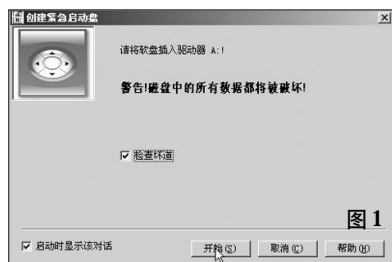 创建紧急启动盘
请将软盘插入驱动器 A:!
警告!磁盘中的所有数据都将被破坏!
检查坏道
图 1
启动时显示该对话
开始(S)
取消(C)
帮助(H)